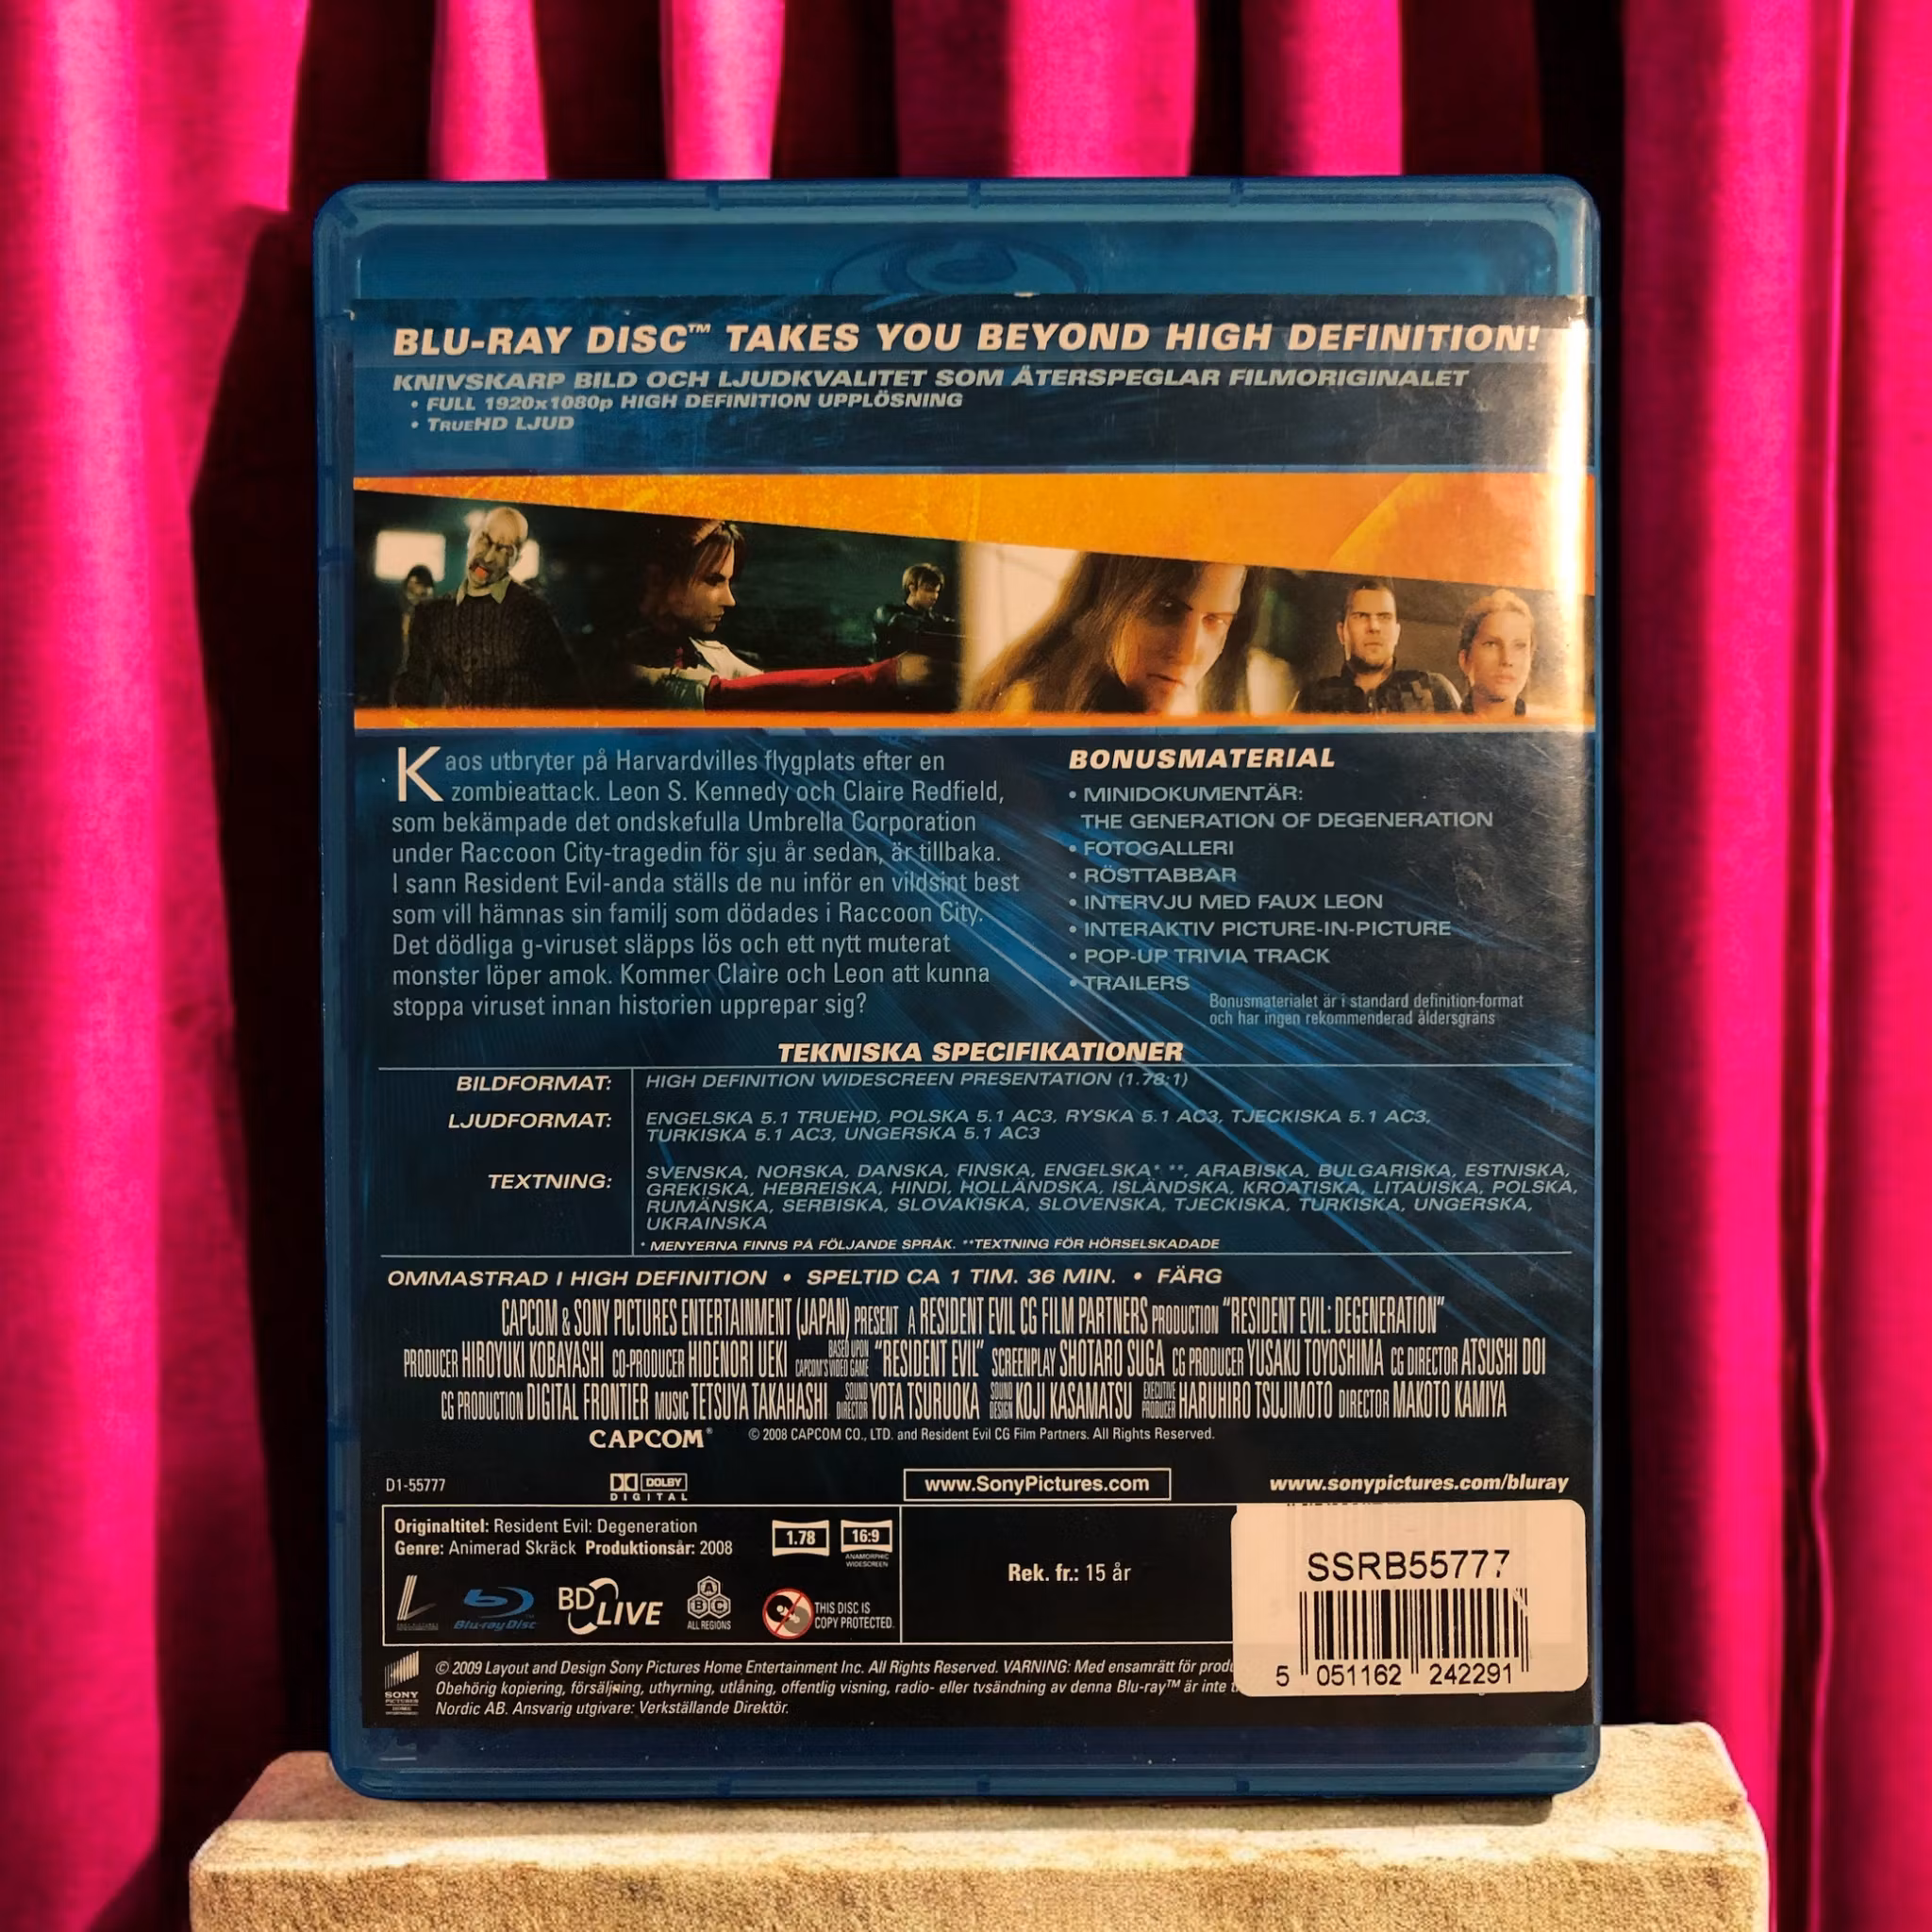 BLU-RAY DISC™ TAKES YOU BEYOND HIGH DEFINITION!
KNIVSKARP BILD OCH LJUDKVALITET SOM ÅTERSPEGLAR FILMORIGINALET
• FULL 1920x1080p HIGH DEFINITION UPPLÖSNING
• TRUEHD LJUD
Kaos utbryter på Harvardvilles flygplats efter en
zombieattack. Leon S. Kennedy och Claire Redfield,
som bekämpade det ondskefulla Umbrella Corporation
under Raccoon City-tragedin för sju år sedan, är tillbaka.
I sann Resident Evil-anda ställs de nu inför en vildsint best
som vill hämnas sin familj som dödades i Raccoon City.
Det dödliga g-viruset släpps lös och ett nytt muterat
monster löper amok. Kommer Claire och Leon att kunna
stoppa viruset innan historien upprepar sig?
BONUSMATERIAL
• MINIDOKUMENTÄR:
THE GENERATION OF DEGENERATION
• FOTOGALLERI
• RÖSTTABBAR
• INTERVJU MED FAUX LEON
• INTERAKTIV PICTURE-IN-PICTURE
• POP-UP TRIVIA TRACK
• TRAILERS
Bonusmaterialet är i standard definition-format
och har ingen rekommenderad åldersgräns
TEKNISKA SPECIFIKATIONER
BILDFORMAT: HIGH DEFINITION WIDESCREEN PRESENTATION (1.78:1)
LJUDFORMAT: ENGELSKA 5.1 TRUEHD, POLSKA 5.1 AC3, RYSKA 5.1 AC3, TJECKISKA 5.1 AC3,
TURKISKA 5.1 AC3, UNGERSKA 5.1 AC3
TEXTNING: SVENSKA, NORSKA, DANSKA, FINSKA, ENGELSKA* **, ARABISKA, BULGARISKA, ESTNISKA,
GREKISKA, HEBREISKA, HINDI, HOLLÄNDSKA, ISLÄNDSKA, KROATISKA, LITAUISKA, POLSKA,
RUMÄNSKA, SERBISKA, SLOVAKISKA, SLOVENSKA, TJECKISKA, TURKISKA, UNGERSKA,
UKRAINSKA
* MENYERNA FINNS PÅ FÖLJANDE SPRÅK. **TEXTNING FÖR HÖRSELSKADADE
OMMASTRAD I HIGH DEFINITION • SPELTID CA 1 TIM. 36 MIN. • FÄRG
CAPCOM & SONY PICTURES ENTERTAINMENT (JAPAN) PRESENT A RESIDENT EVIL CG FILM PARTNERS PRODUCTION "RESIDENT EVIL: DEGENERATION"
PRODUCER HIROYUKI KOBAYASHI CO-PRODUCER HIDENORI UEKI BASED UPON CAPCOM'S VIDEO GAME "RESIDENT EVIL" SCREENPLAY SHOTARO SUGA CG PRODUCER YUSAKU TOYOSHIMA CG DIRECTOR ATSUSHI DOI
CG PRODUCTION DIGITAL FRONTIER MUSIC TETSUYA TAKAHASHI SOUND DIRECTOR YOTA TSURUOKA SOUND DESIGN KOJI KASAMATSU EXECUTIVE PRODUCER HARUHIRO TSUJIMOTO DIRECTOR MAKOTO KAMIYA
CAPCOM® © 2008 CAPCOM CO., LTD. and Resident Evil CG Film Partners. All Rights Reserved.
D1-55777 DOLBY DIGITAL www.SonyPictures.com www.sonypictures.com/bluray
Originaltitel: Resident Evil: Degeneration
Genre: Animerad Skräck Produktionsår: 2008
1.78 16:9 ANAMORPHIC WIDESCREEN
Blu-ray Disc BD LIVE A B C ALL REGIONS THIS DISC IS COPY PROTECTED.
Rek. fr.: 15 år
SSRB55777
5 051162 242291
SONY PICTURES
© 2009 Layout and Design Sony Pictures Home Entertainment Inc. All Rights Reserved. VARNING: Med ensamrätt för produ
Obehörig kopiering, försäljning, uthyrning, utlåning, offentlig visning, radio- eller tvsändning av denna Blu-ray™ är inte
Nordic AB. Ansvarig utgivare: Verkställande Direktör.